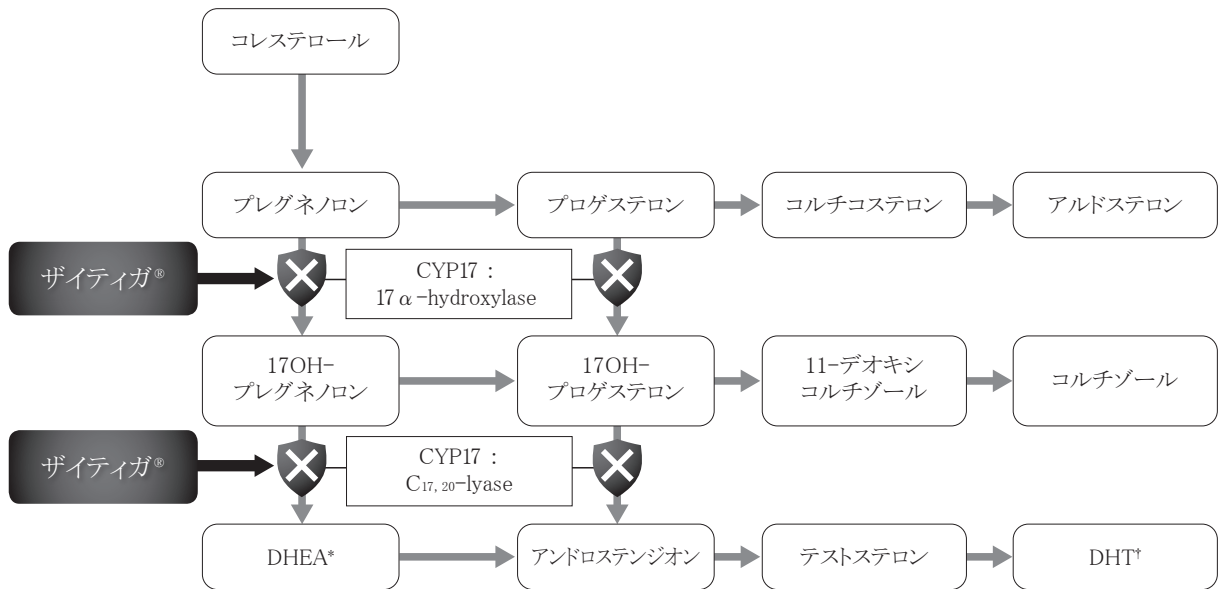 コレステロール
プレグネノロン
プロゲステロン
コルチコステロン
アルドステロン
ザイティガ®
CYP17：
17α-hydroxylase
17OH-
プレグネノロン
17OH-
プロゲステロン
11-デオキシ
コルチゾール
コルチゾール
ザイティガ®
CYP17：
C17, 20-lyase
DHEA*
アンドロステンジオン
テストステロン
DHT†